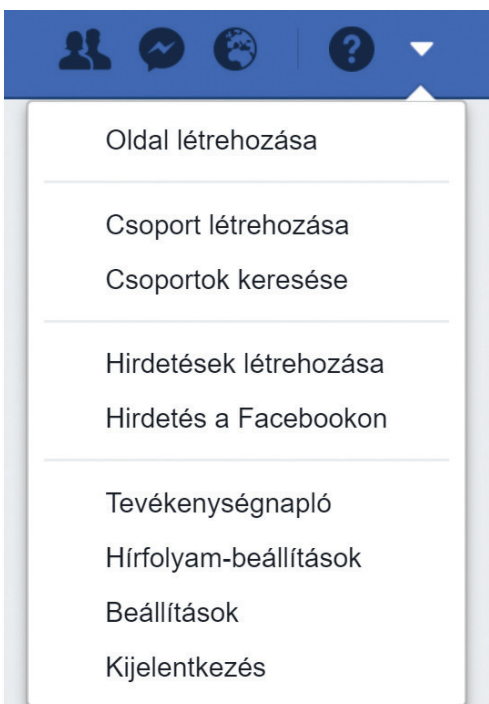 Oldal létrehozása
Csoport létrehozása
Csoportok keresése
Hirdetések létrehozása
Hirdetés a Facebookon
Tevékenységnapló
Hírfolyam-beállítások
Beállítások
Kijelentkezés